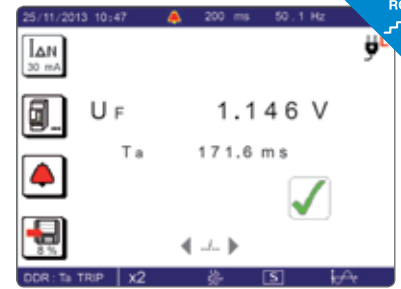 25/11/2013 10:47 200 ms 50.1 Hz
RC
IΔN
30 mA
UF 1.146 V
Ta 171.6 ms
8 %
-/--
DDR: Ta TRIP x2 S